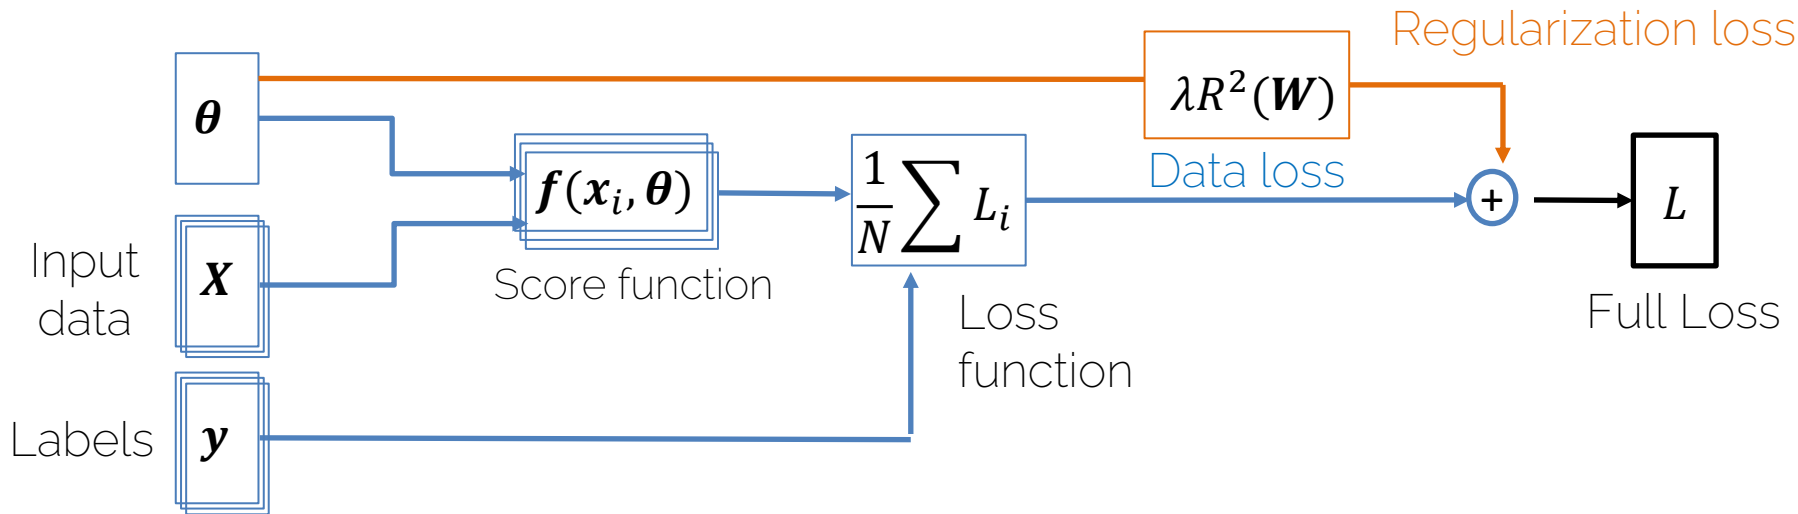 Regularization loss
θ
λR²(W)
f(xᵢ, θ)
Data loss
1/N ∑ Lᵢ
+
L
Input
data
X
Score function
Loss
function
Full Loss
Labels
y